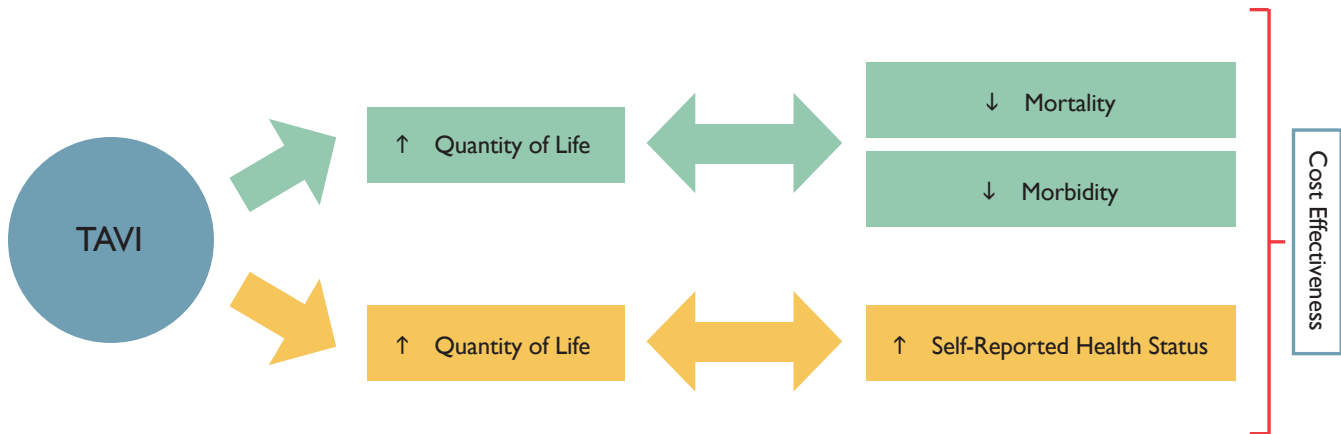 TAVI
↑ Quantity of Life
↓ Mortality
↓ Morbidity
↑ Quantity of Life
↑ Self-Reported Health Status
Cost Effectiveness